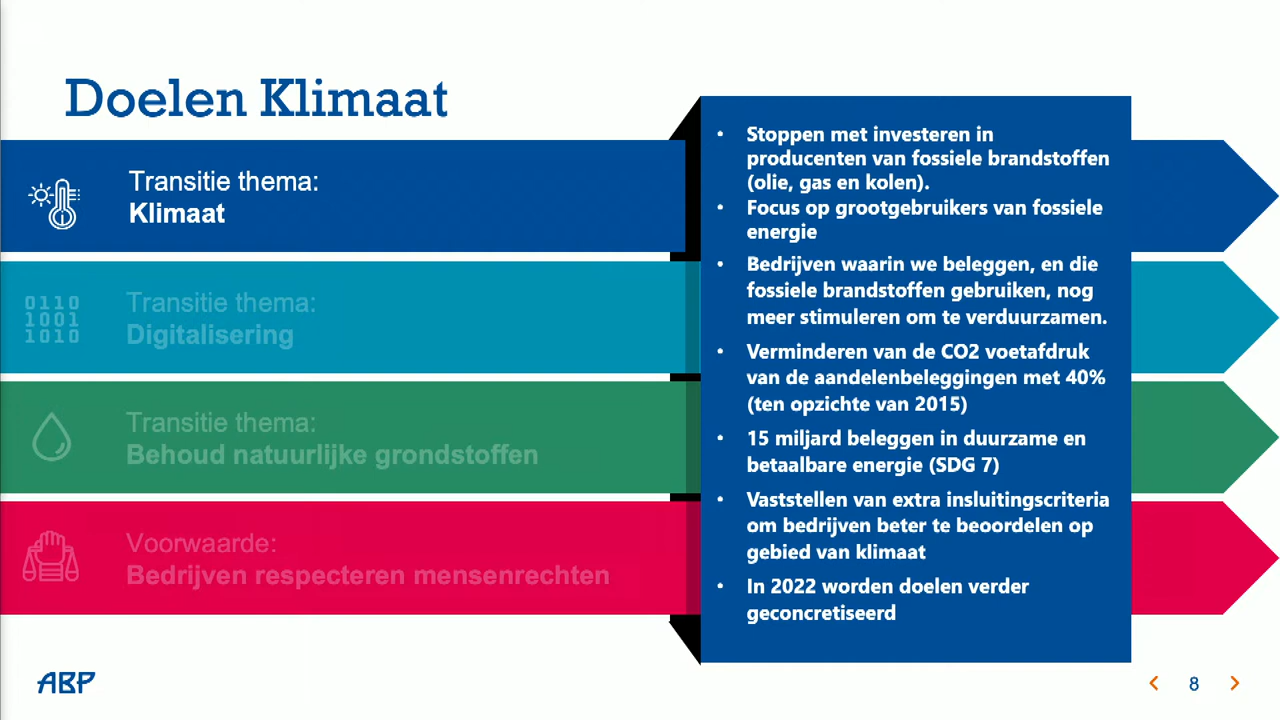 Doelen Klimaat
Transitie thema:
Klimaat
0110
1001
1010
Transitie thema:
Digitalisering
Transitie thema:
Behoud natuurlijke grondstoffen
Voorwaarde:
Bedrijven respecteren mensenrechten
• Stoppen met investeren in
producenten van fossiele brandstoffen
(olie, gas en kolen).
• Focus op grootgebruikers van fossiele
energie
• Bedrijven waarin we beleggen, en die
fossiele brandstoffen gebruiken, nog
meer stimuleren om te verduurzamen.
• Verminderen van de CO2 voetafdruk
van de aandelenbeleggingen met 40%
(ten opzichte van 2015)
• 15 miljard beleggen in duurzame en
betaalbare energie (SDG 7)
• Vaststellen van extra insluitingscriteria
om bedrijven beter te beoordelen op
gebied van klimaat
• In 2022 worden doelen verder
geconcretiseerd
ABP
8